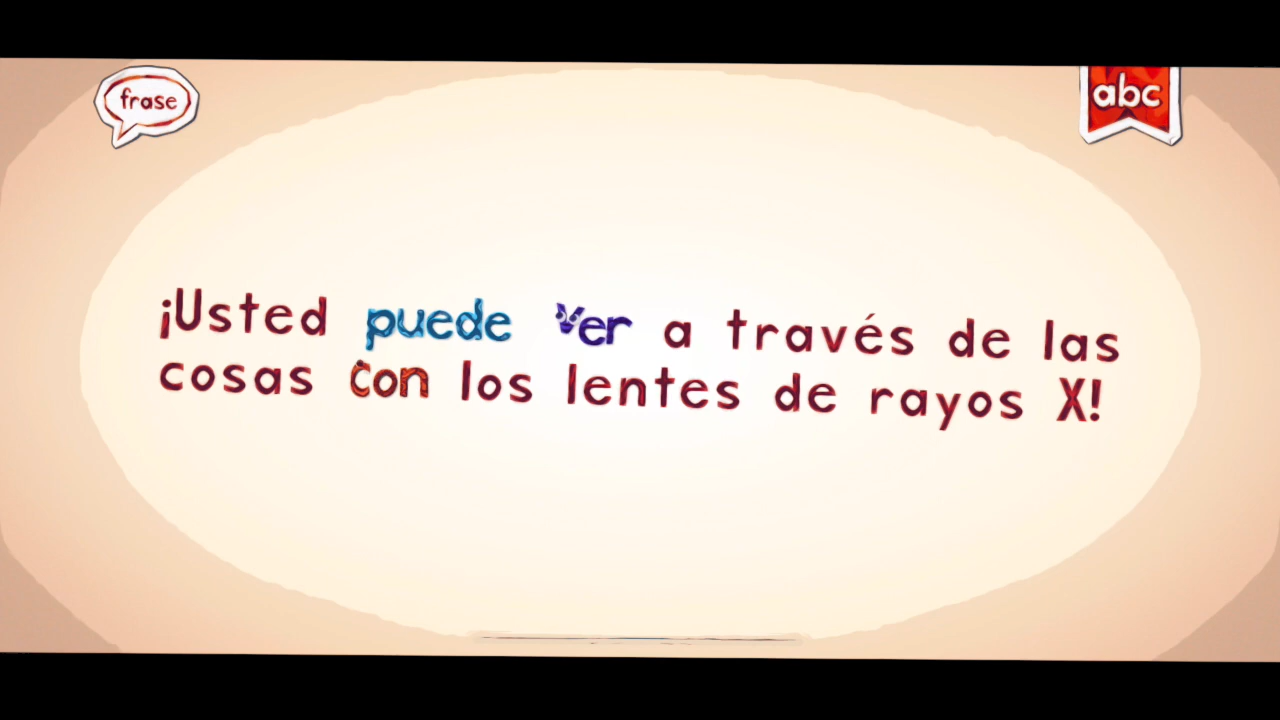 frase
abc
¡Usted puede ver a través de las
cosas con los lentes de rayos X!